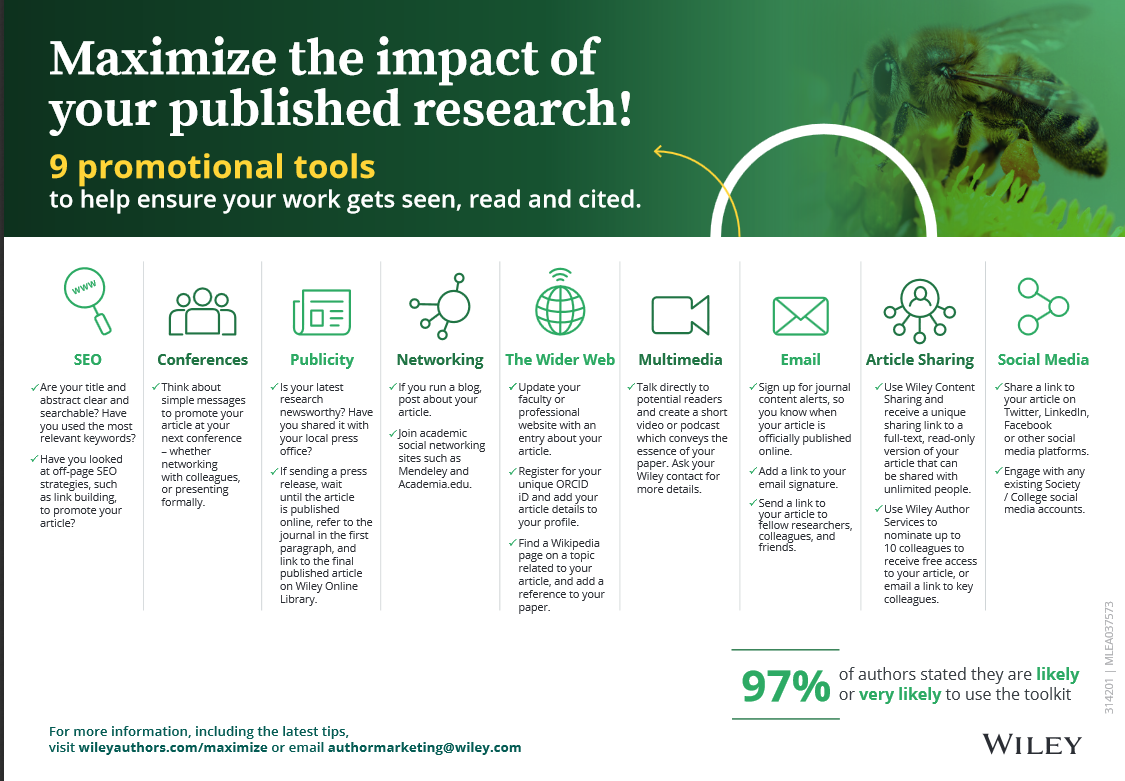 Maximize the impact of
your published research!
9 promotional tools
to help ensure your work gets seen, read and cited.
www
SEO
✓Are your title and
abstract clear and
searchable? Have
you used the most
relevant keywords?
✓Have you looked
at off-page SEO
strategies, such
as link building,
to promote your
article?
Conferences
✓Think about
simple messages
to promote your
article at your
next conference
– whether
networking
with colleagues,
or presenting
formally.
Publicity
✓Is your latest
research
newsworthy? Have
you shared it with
your local press
office?
✓If sending a press
release, wait
until the article
is published
online, refer to the
journal in the first
paragraph, and
link to the final
published article
on Wiley Online
Library.
Networking
✓If you run a blog,
post about your
article.
✓Join academic
social networking
sites such as
Mendeley and
Academia.edu.
The Wider Web
✓Update your
faculty or
professional
website with an
entry about your
article.
✓Register for your
unique ORCID
iD and add your
article details to
your profile.
✓Find a Wikipedia
page on a topic
related to your
article, and add a
reference to your
paper.
Multimedia
✓Talk directly to
potential readers
and create a short
video or podcast
which conveys the
essence of your
paper. Ask your
Wiley contact for
more details.
Email
✓Sign up for journal
content alerts, so
you know when
your article is
officially published
online.
✓Add a link to your
email signature.
✓Send a link to
your article to
fellow researchers,
colleagues, and
friends.
Article Sharing
✓Use Wiley Content
Sharing and
receive a unique
sharing link to a
full-text, read-only
version of your
article that can
be shared with
unlimited people.
✓Use Wiley Author
Services to
nominate up to
10 colleagues to
receive free access
to your article, or
email a link to key
colleagues.
Social Media
✓Share a link to
your article on
Twitter, LinkedIn,
Facebook
or other social
media platforms.
✓Engage with any
existing Society
/ College social
media accounts.
97% of authors stated they are likely
or very likely to use the toolkit
314201 | MLEA037573
For more information, including the latest tips,
visit wileyauthors.com/maximize or email authormarketing@wiley.com
WILEY